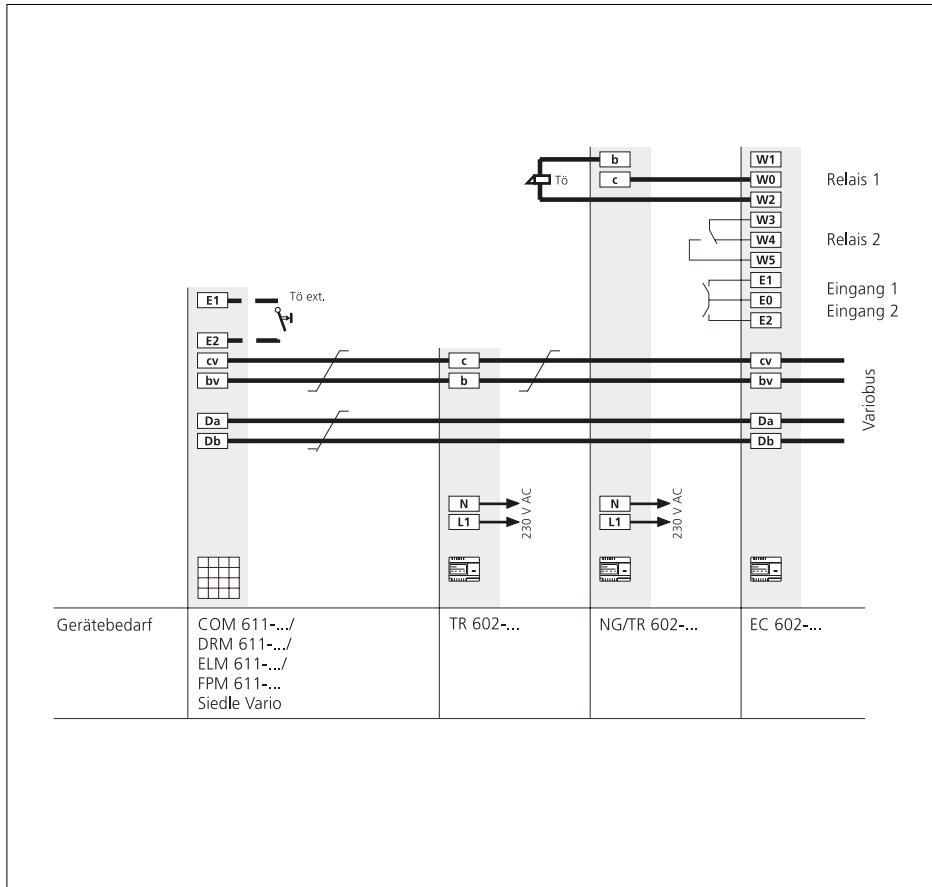 b W1
Tö c W0 Relais 1
W2
W3
W4 Relais 2
W5
E1 Tö ext. E1 Eingang 1
E0 Eingang 2
E2 E2
cv c cv
bv b bv
Variobus
Da Da
Db Db
N N
L1 L1
230 V AC 230 V AC
Gerätebedarf COM 611-.../ TR 602-... NG/TR 602-... EC 602-...
DRM 611-.../
ELM 611-.../
FPM 611-...
Siedle Vario